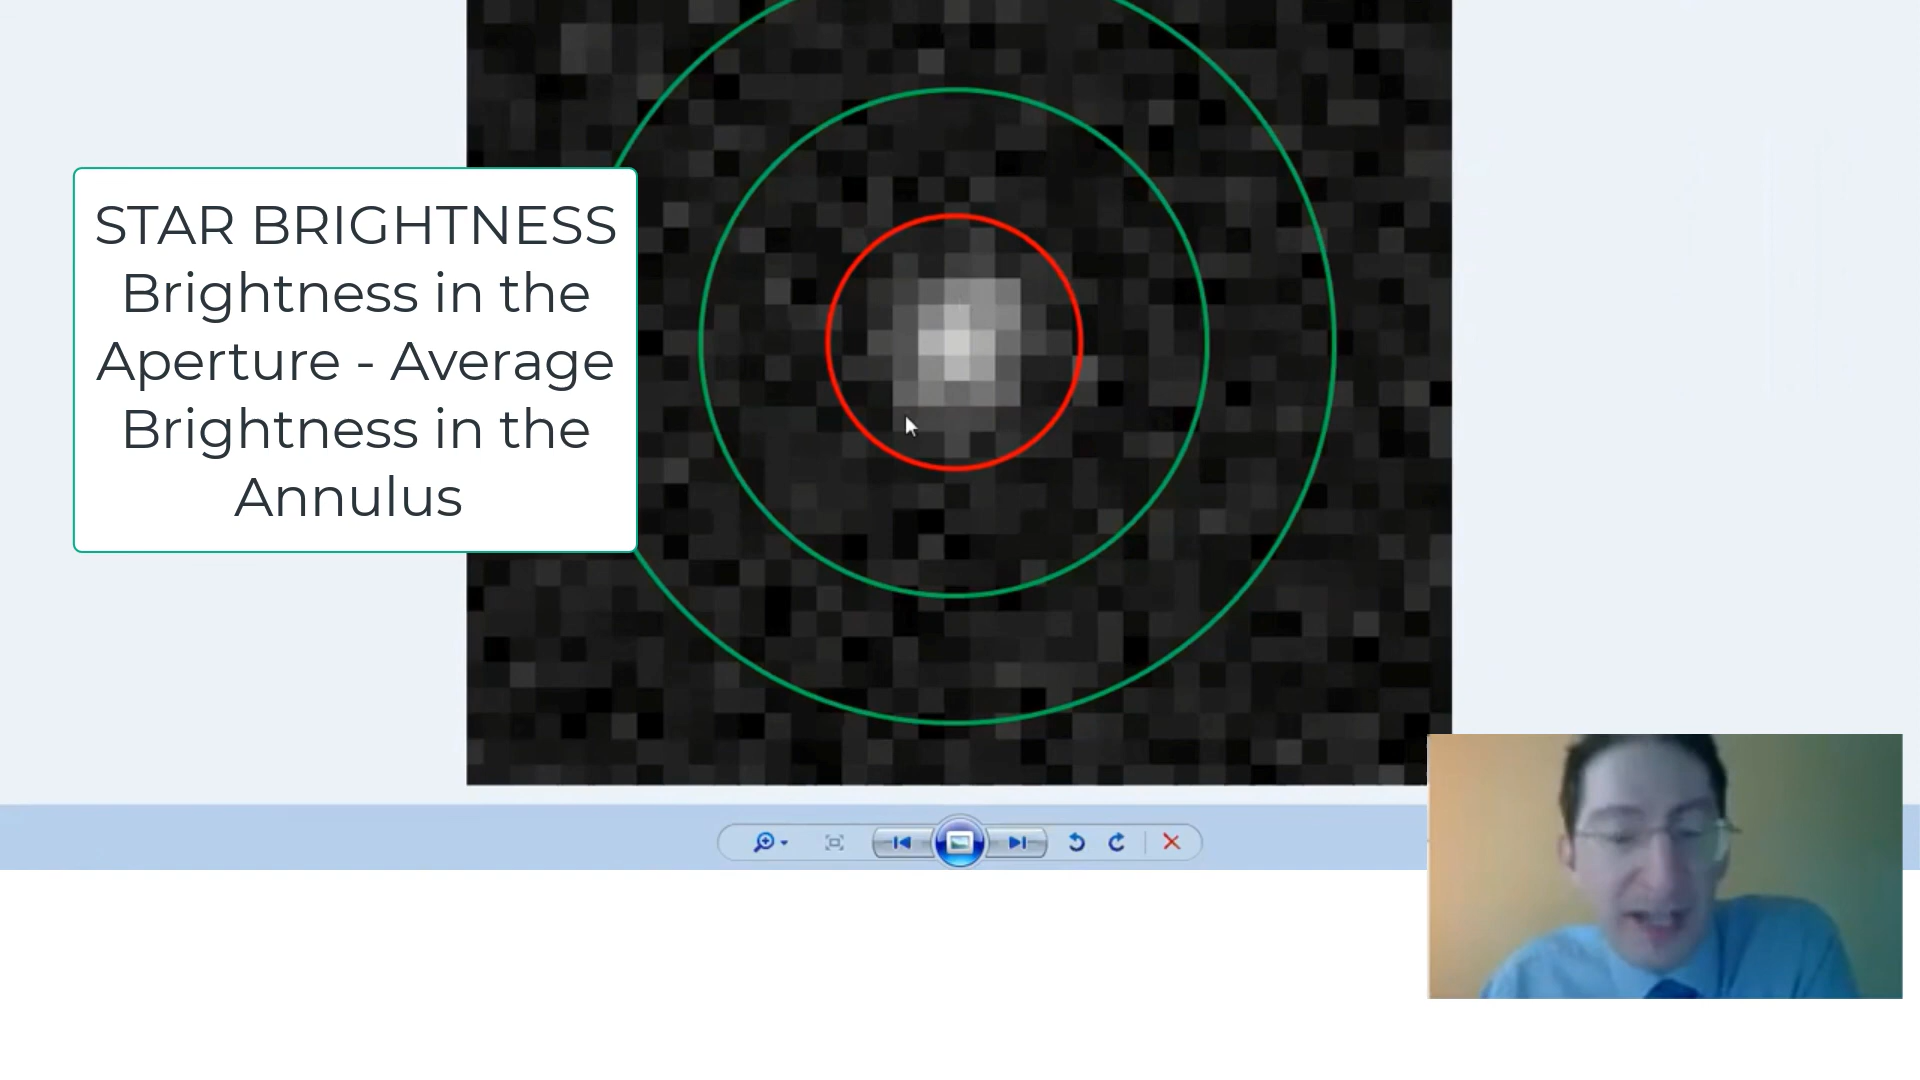 STAR BRIGHTNESS
Brightness in the
Aperture - Average
Brightness in the
Annulus